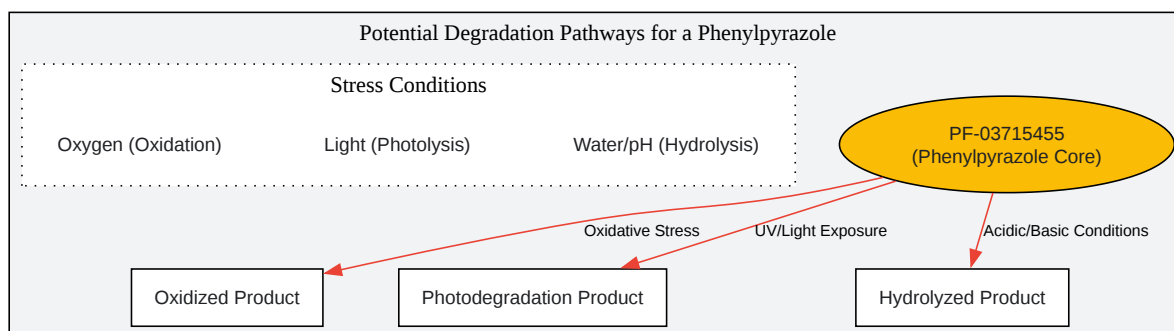 Potential Degradation Pathways for a Phenylpyrazole
Stress Conditions
Oxygen (Oxidation)
Light (Photolysis)
Water/pH (Hydrolysis)
PF-03715455
(Phenylpyrazole Core)
Oxidative Stress
UV/Light Exposure
Acidic/Basic Conditions
Oxidized Product
Photodegradation Product
Hydrolyzed Product